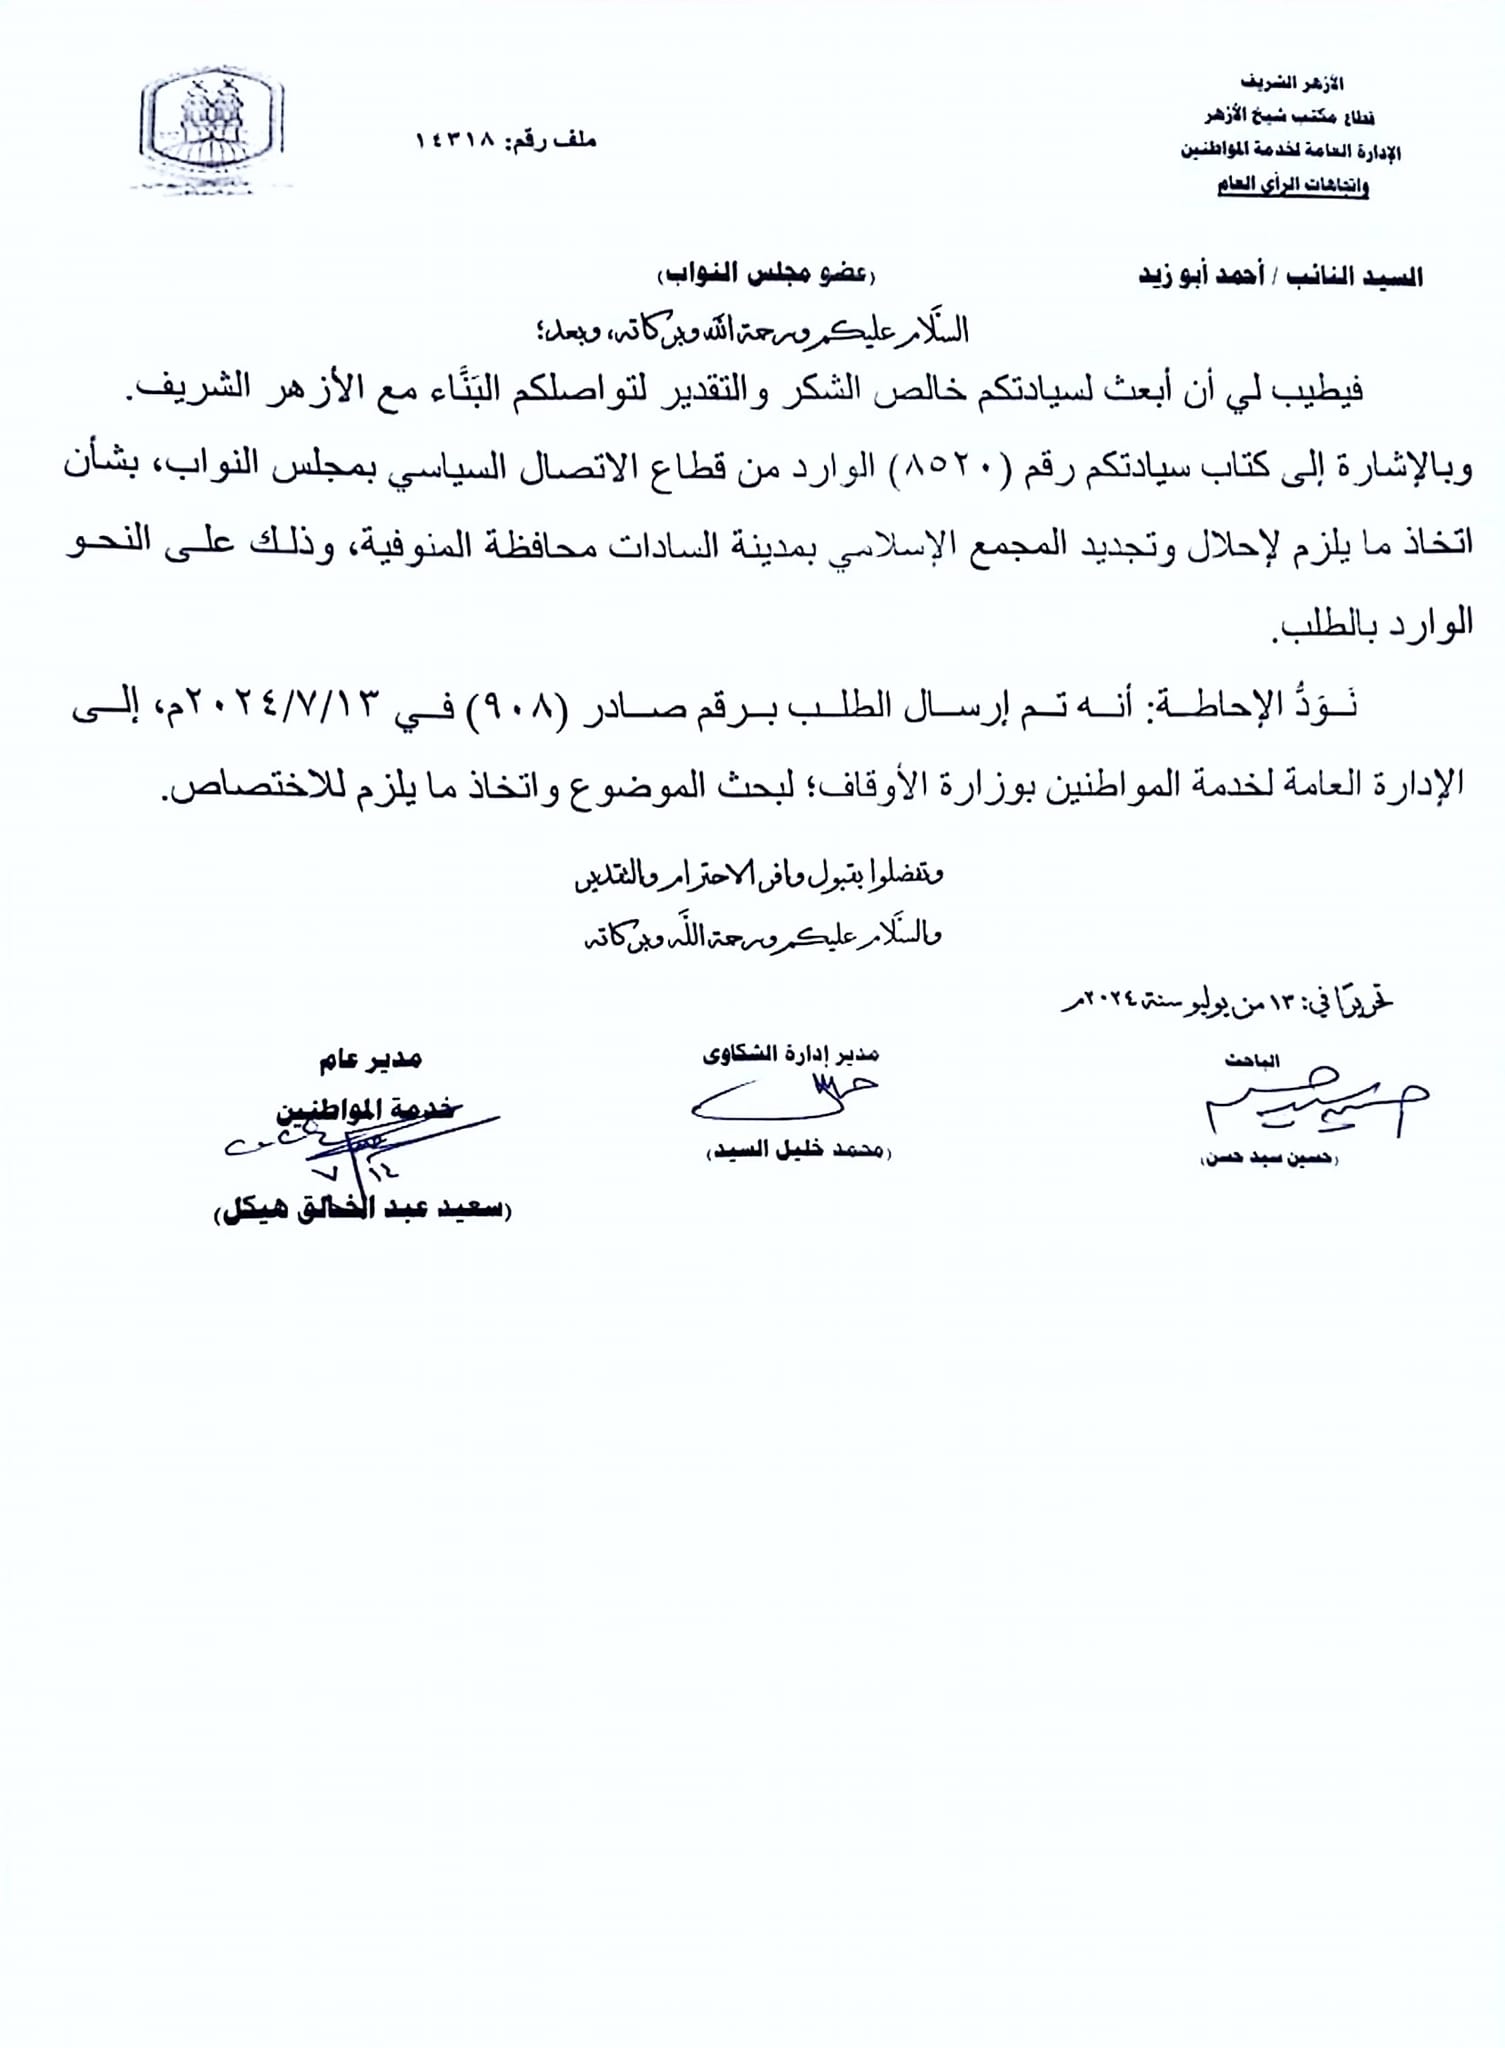 الأزهر الشريف
قطاع مكتب شيخ الأزهر
الإدارة العامة لخدمة المواطنين
واتجاهات الرأي العام
ملف رقم: ١٤٣١٨
السيد النائب / أحمد أبو زيد (عضو مجلس النواب)
السَّلام عليكم ورحمة الله وبركاته، وبعد؛
فيطيب لي أن أبعث لسيادتكم خالص الشكر والتقدير لتواصلكم البَنَّاء مع الأزهر الشريف.
وبالإشارة إلى كتاب سيادتكم رقم (٨٥٢٠) الوارد من قطاع الاتصال السياسي بمجلس النواب، بشأن
اتخاذ ما يلزم لإحلال وتجديد المجمع الإسلامي بمدينة السادات محافظة المنوفية، وذلك على النحو
الوارد بالطلب.
نَوَدُّ الإحاطة: أنه تم إرسال الطلب برقم صادر (٩٠٨) في ٢٠٢٤/٧/١٣م، إلى
الإدارة العامة لخدمة المواطنين بوزارة الأوقاف؛ لبحث الموضوع واتخاذ ما يلزم للاختصاص.
وتفضلوا بقبول وافر الاحترام والتقدير
والسَّلام عليكم ورحمة اللَّه وبركاته
تحريرًا في: ١٣ من يوليو سنة ٢٠٢٤م
الباحث
حسين سيد حسن
(حسين سيد حسن)
مدير إدارة الشكاوى
(محمد خليل السيد)
مدير عام
خدمة المواطنين
٧/١٤
(سعيد عبد الخالق هيكل)